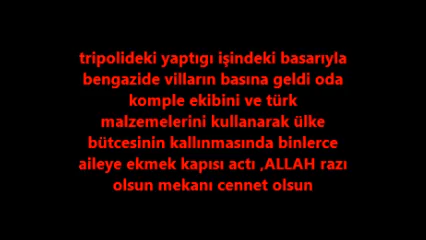 tripolideki yaptıgı işindeki basarıyla
bengazide villların basına geldi oda
komple ekibini ve türk
malzemelerini kullanarak ülke
bütcesinin kallınmasında binlerce
aileye ekmek kapısı actı ,ALLAH razı
olsun mekanı cennet olsun